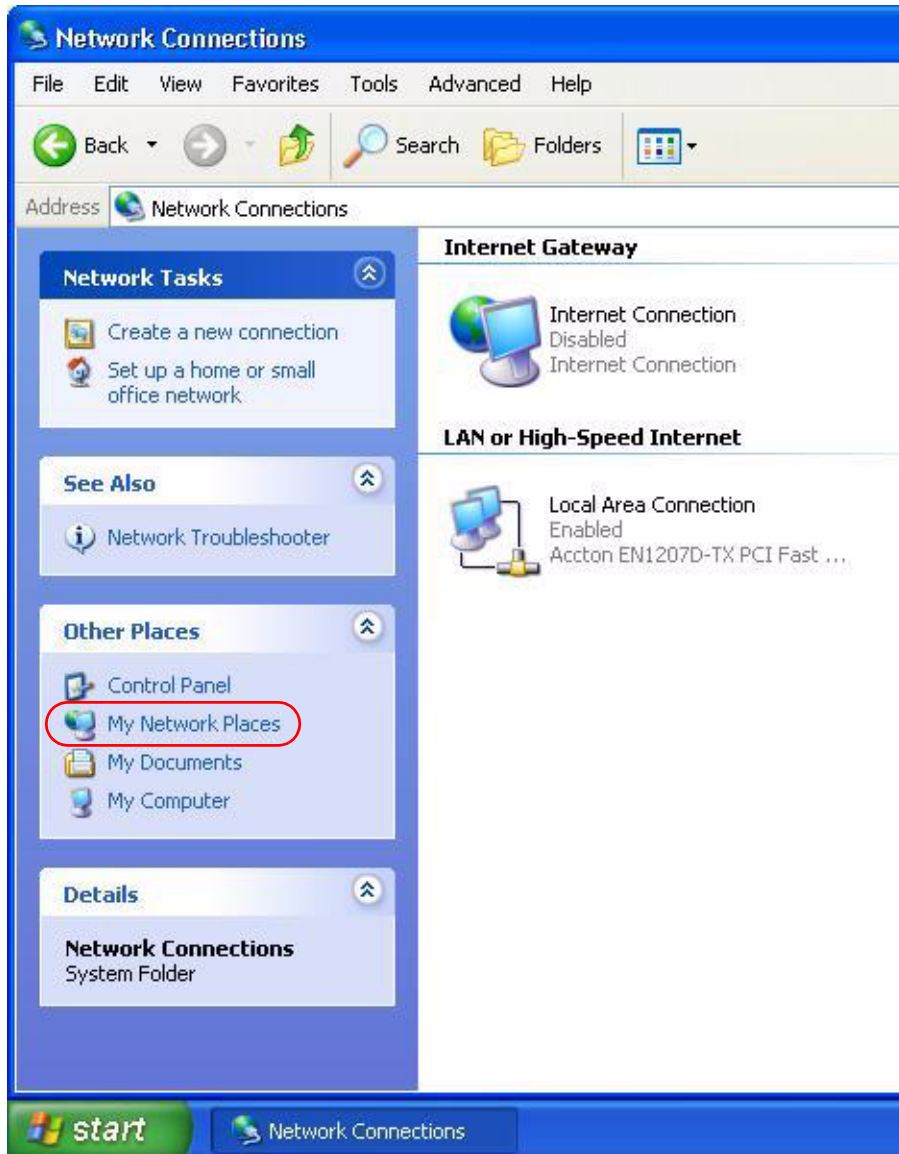 Network Connections
File Edit View Favorites Tools Advanced Help
Back Search Folders
Address Network Connections
Network Tasks
Create a new connection
Set up a home or small
office network
See Also
Network Troubleshooter
Other Places
Control Panel
My Network Places
My Documents
My Computer
Details
Network Connections
System Folder
Internet Gateway
Internet Connection
Disabled
Internet Connection
LAN or High-Speed Internet
Local Area Connection
Enabled
Accton EN1207D-TX PCI Fast ...
start Network Connections